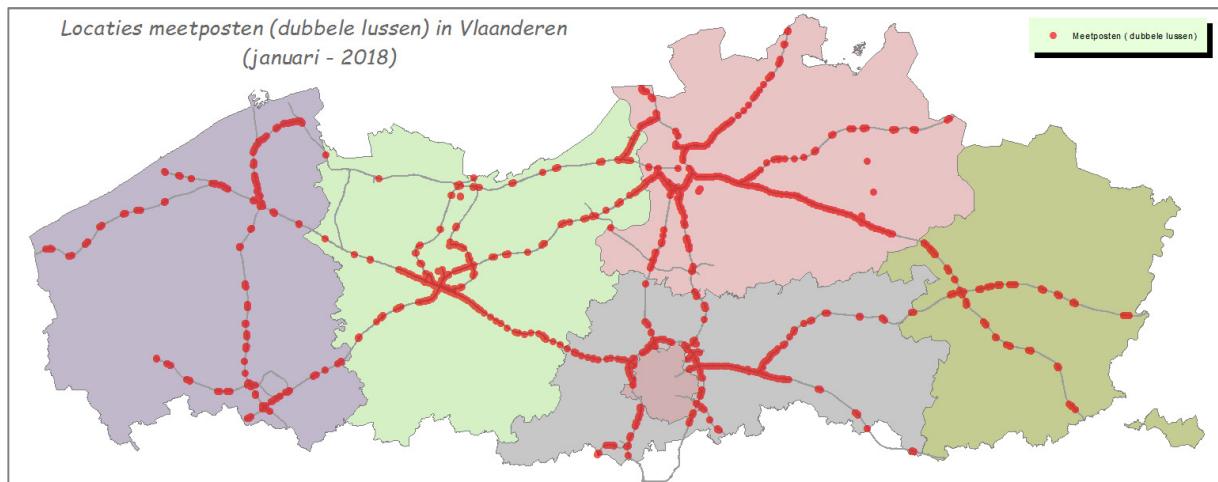 Locaties meetposten (dubbele lussen) in Vlaanderen
(januari - 2018)
Meetposten (dubbele lussen)